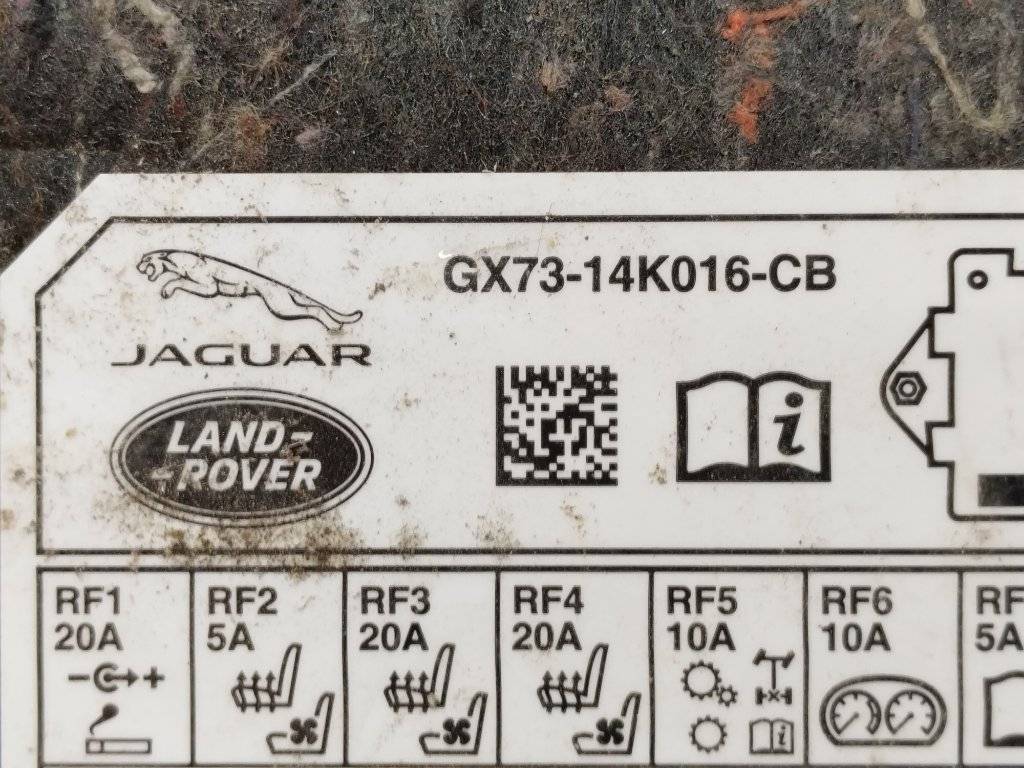 GX73-14K016-CB
JAGUAR
LAND-
-ROVER
i
RF1
20A
RF2
5A
RF3
20A
RF4
20A
RF5
10A
RF6
10A
RF
5A
- +
i